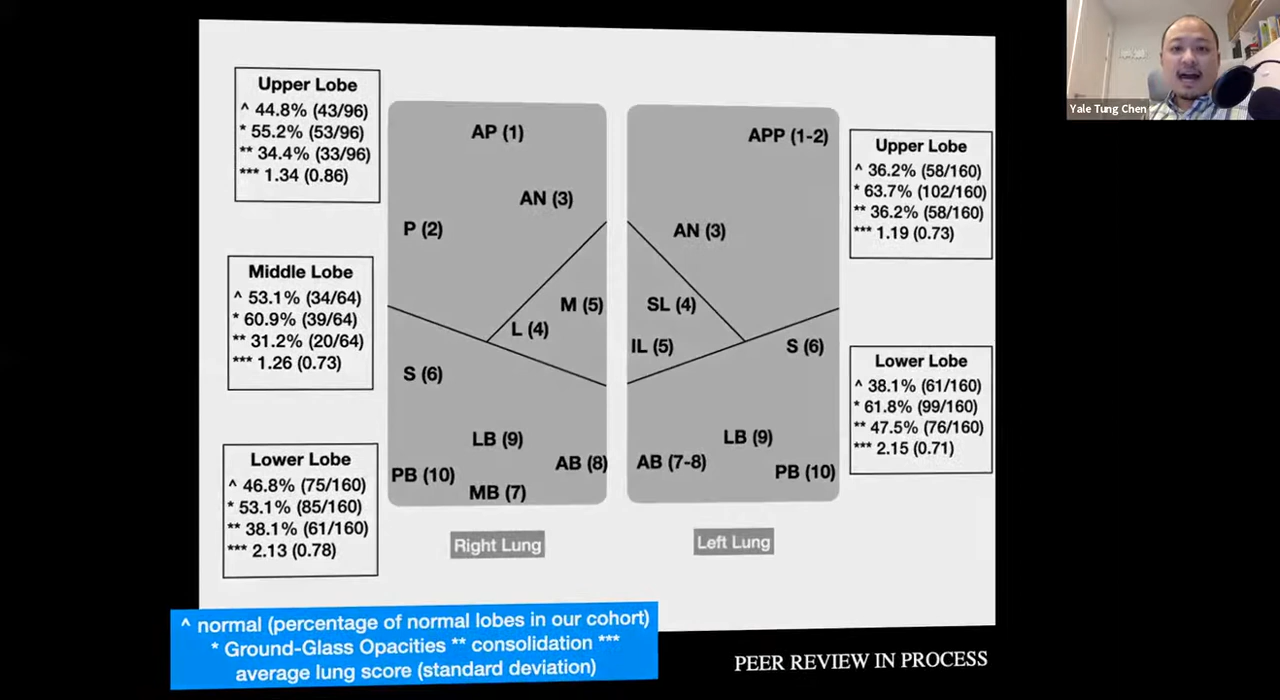 Yale Tung Chen
Upper Lobe
^ 44.8% (43/96)
* 55.2% (53/96)
** 34.4% (33/96)
*** 1.34 (0.86)
Middle Lobe
^ 53.1% (34/64)
* 60.9% (39/64)
** 31.2% (20/64)
*** 1.26 (0.73)
Lower Lobe
^ 46.8% (75/160)
* 53.1% (85/160)
** 38.1% (61/160)
*** 2.13 (0.78)
AP (1)
AN (3)
P (2)
M (5)
L (4)
S (6)
LB (9)
AB (8)
PB (10)
MB (7)
Right Lung
APP (1-2)
AN (3)
SL (4)
IL (5)
S (6)
LB (9)
AB (7-8)
PB (10)
Left Lung
Upper Lobe
^ 36.2% (58/160)
* 63.7% (102/160)
** 36.2% (58/160)
*** 1.19 (0.73)
Lower Lobe
^ 38.1% (61/160)
* 61.8% (99/160)
** 47.5% (76/160)
*** 2.15 (0.71)
^ normal (percentage of normal lobes in our cohort)
* Ground-Glass Opacities ** consolidation ***
average lung score (standard deviation)
PEER REVIEW IN PROCESS